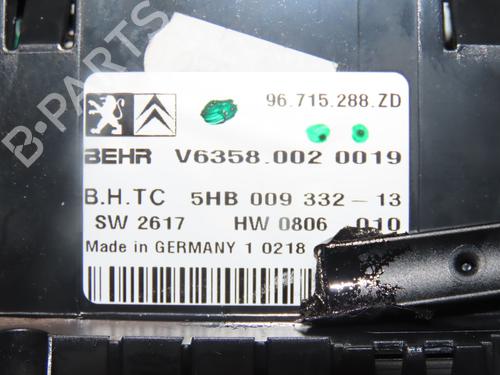 96.715.288.ZD
BEHR V6358.002 0019
B.H.TC 5HB 009 332-13
SW 2617 HW 0806 010
Made in GERMANY 1 0218
B-PARTS